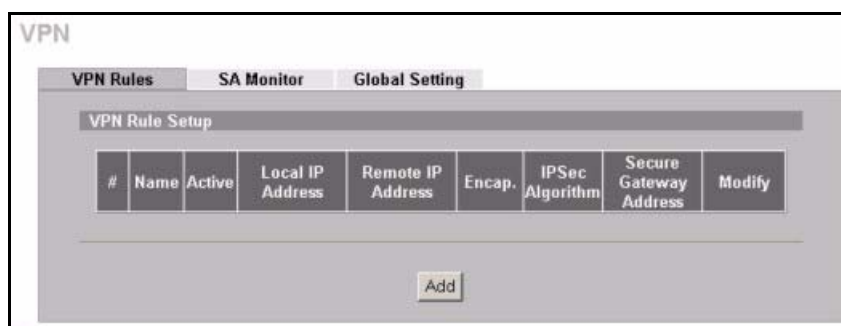 VPN
VPN Rules SA Monitor Global Setting
VPN Rule Setup
# Name Active Local IP Address Remote IP Address Encap. IPSec Algorithm Secure Gateway Address Modify
Add